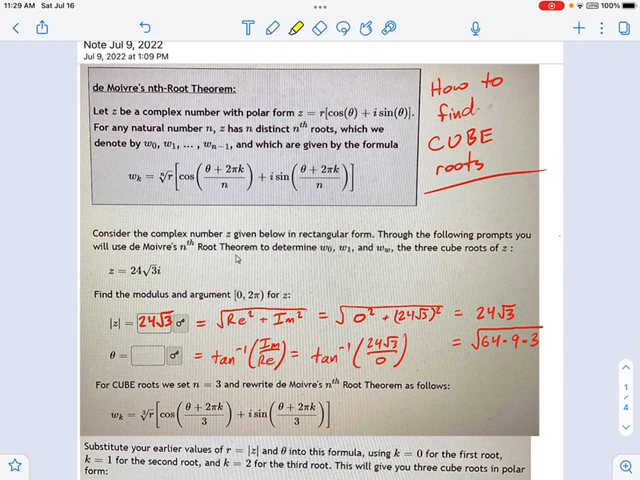 11:29 AM Sat Jul 16
100%
Note Jul 9, 2022
Jul 9, 2022 at 1:09 PM
de Moivre's nth-Root Theorem:
Let z be a complex number with polar form z = r[cos(θ) + i sin(θ)].
For any natural number n, z has n distinct nth roots, which we
denote by w₀, w₁, ..., wₙ₋₁, and which are given by the formula
wₖ = ⁿ√r [cos((θ + 2πk)/n) + i sin((θ + 2πk)/n)]
How to
find
CUBE
roots
Consider the complex number z given below in rectangular form. Through the following prompts you
will use de Moivre's nth Root Theorem to determine w₀, w₁, and w_w, the three cube roots of z :
z = 24√3i
Find the modulus and argument [0, 2π) for z:
|z| = 24√3 = √(Re² + Im²) = √(0² + (24√3)²) = 24√3
θ = = tan⁻¹(Im/Re) = tan⁻¹(24√3/0) = √(64·9·3)
For CUBE roots we set n = 3 and rewrite de Moivre's nth Root Theorem as follows:
wₖ = ³√r [cos((θ + 2πk)/3) + i sin((θ + 2πk)/3)]
1
/
4
Substitute your earlier values of r = |z| and θ into this formula, using k = 0 for the first root,
k = 1 for the second root, and k = 2 for the third root. This will give you three cube roots in polar
form: